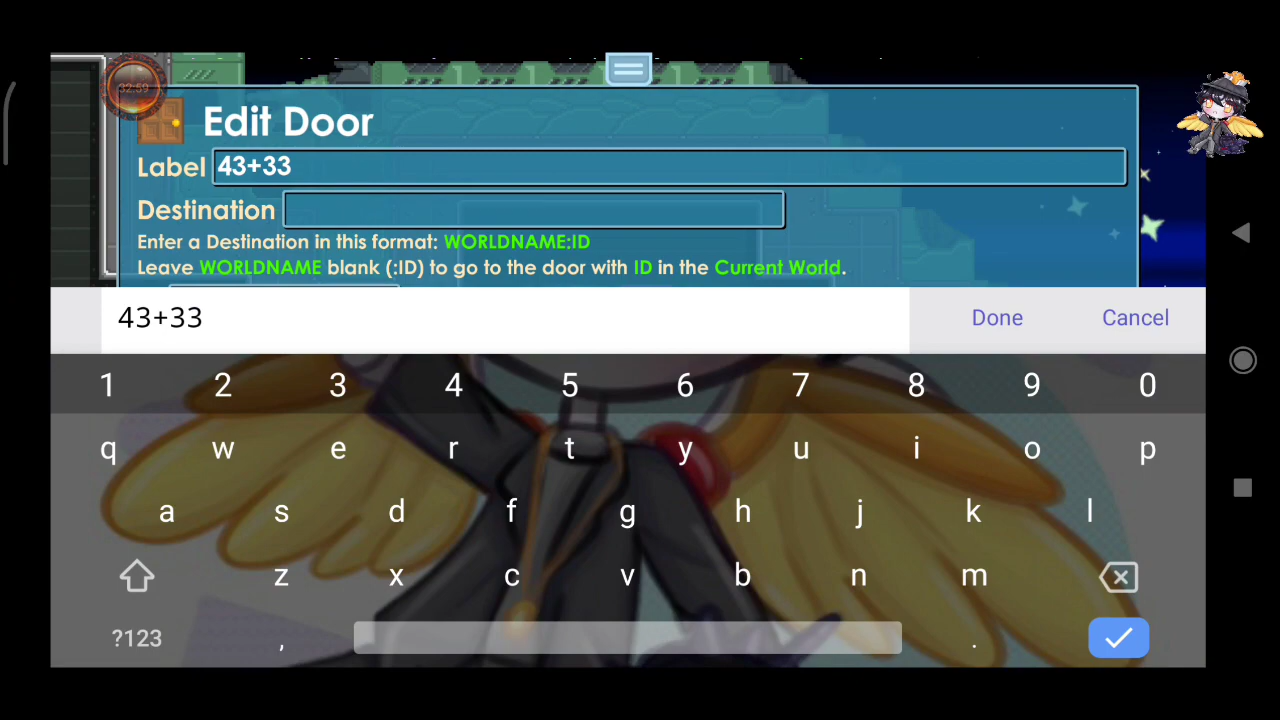 32:59
Edit Door
Label 43+33
Destination
Enter a Destination in this format: WORLDNAME:ID
Leave WORLDNAME blank (:ID) to go to the door with ID in the Current World.
43+33 Done Cancel
1 2 3 4 5 6 7 8 9 0
q w e r t y u i o p
a s d f g h j k l
z x c v b n m
?123 , .